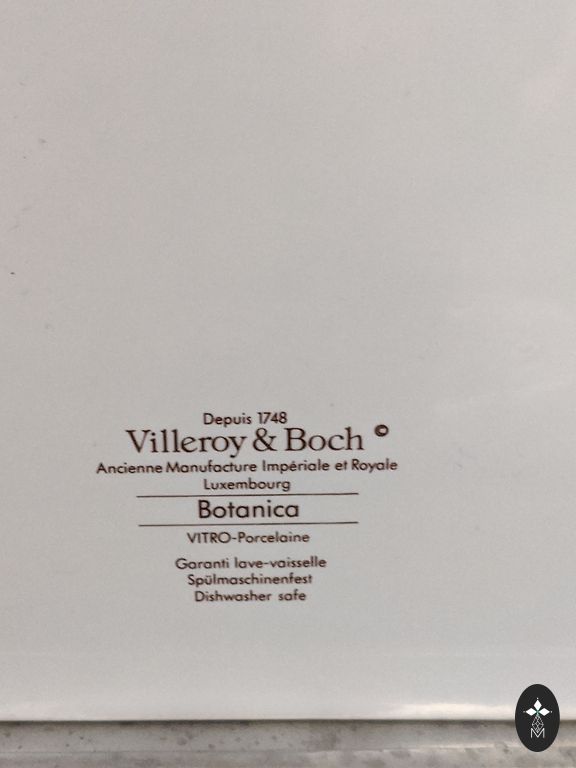 Depuis 1748
Villeroy & Boch ©
Ancienne Manufacture Impériale et Royale
Luxembourg
Botanica
VITRO-Porcelaine
Garanti lave-vaisselle
Spülmaschinenfest
Dishwasher safe
M